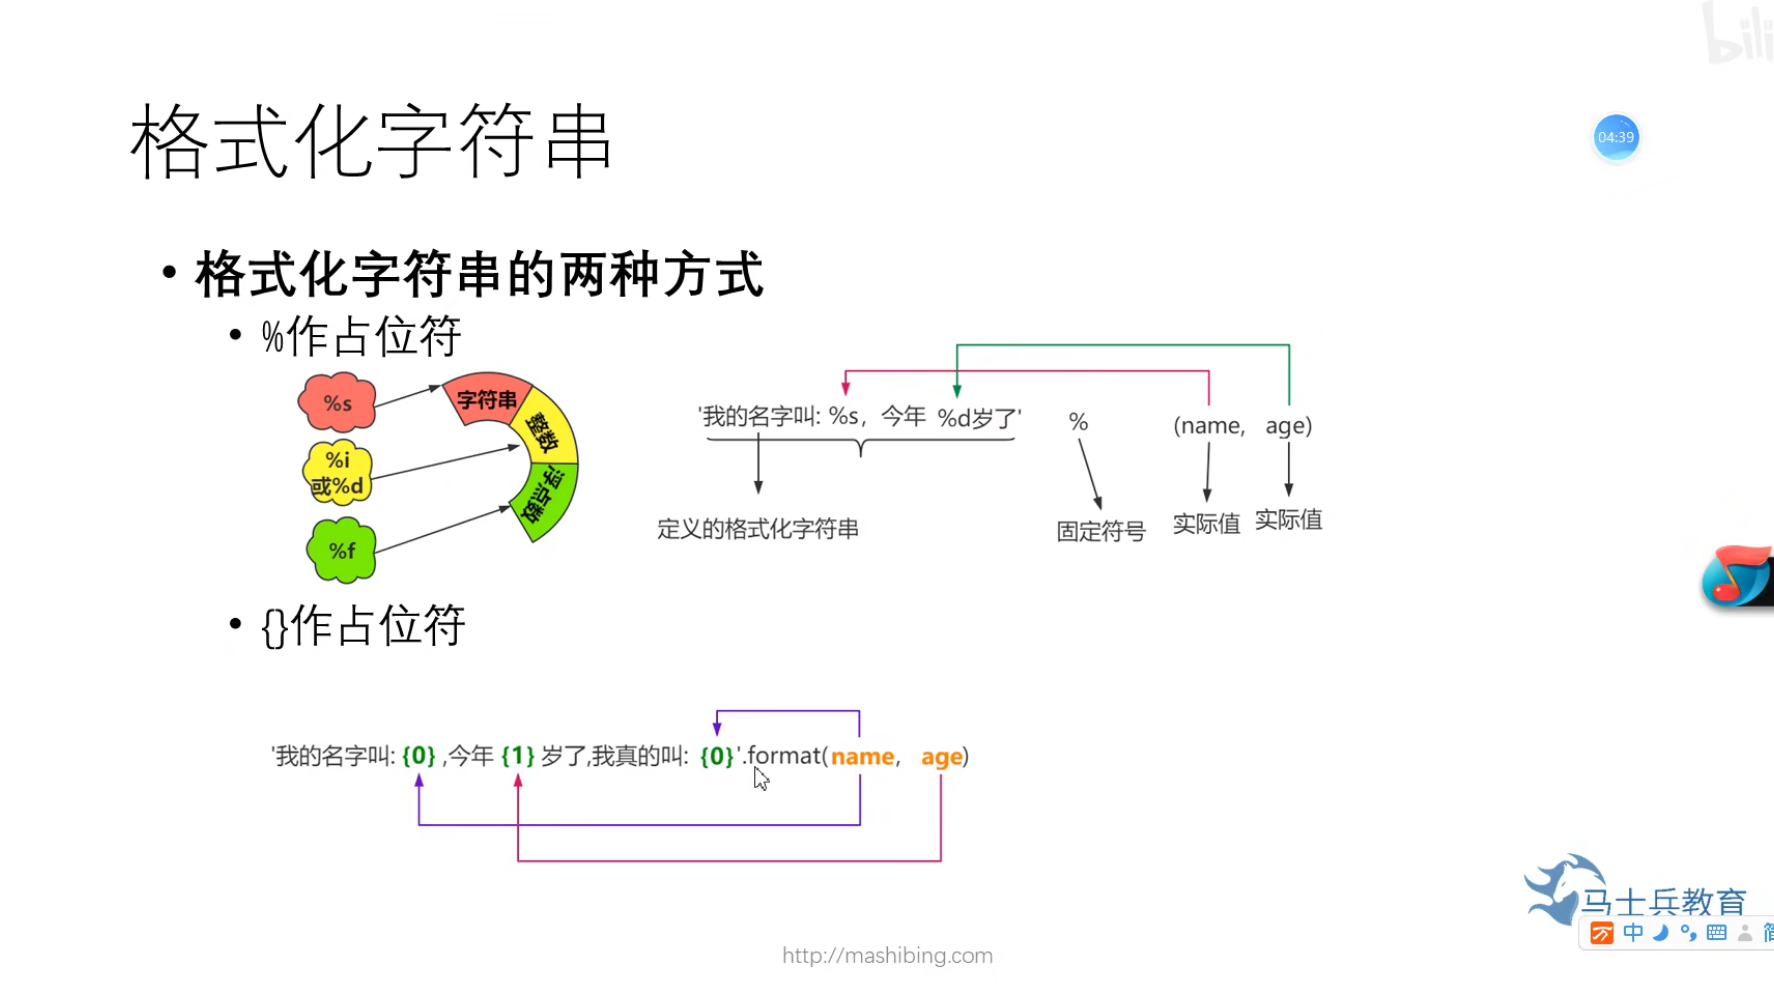 bili
格式化字符串
04:39
• 格式化字符串的两种方式
• %作占位符
%s
字符串
%i
或%d
整数
%f
浮点数
'我的名字叫: %s, 今年 %d岁了' % (name, age)
定义的格式化字符串 固定符号 实际值 实际值
• {}作占位符
'我的名字叫: {0} ,今年 {1} 岁了,我真的叫: {0}'.format(name, age)
马士兵教育
中
简
http://mashibing.com